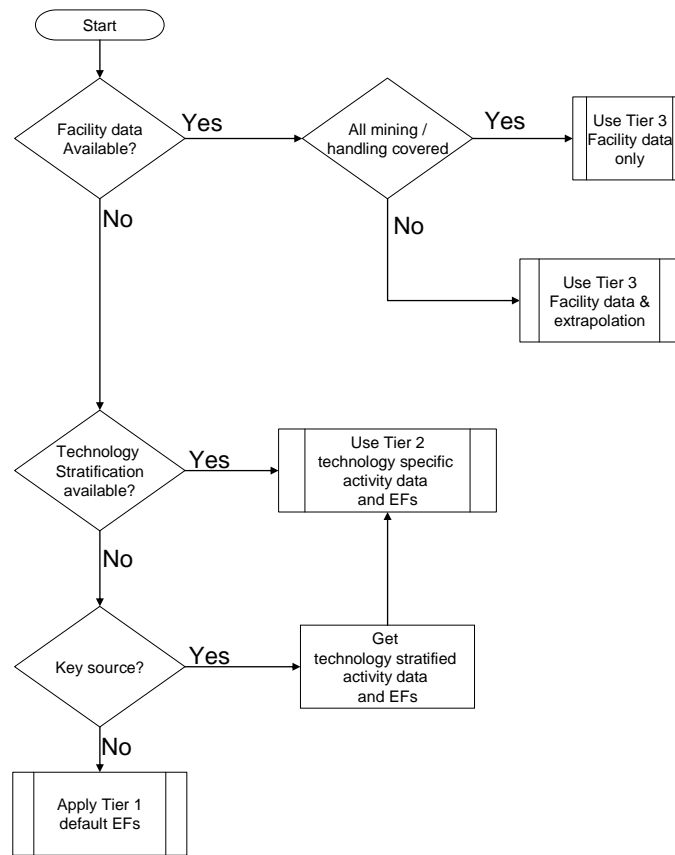 Start
Facility data
Available?
Yes
All mining /
handling covered
Yes
Use Tier 3
Facility data
only
No
No
Use Tier 3
Facility data &
extrapolation
Technology
Stratification
available?
Yes
Use Tier 2
technology specific
activity data
and EFs
No
Key source?
Yes
Get
technology stratified
activity data
and EFs
No
Apply Tier 1
default EFs